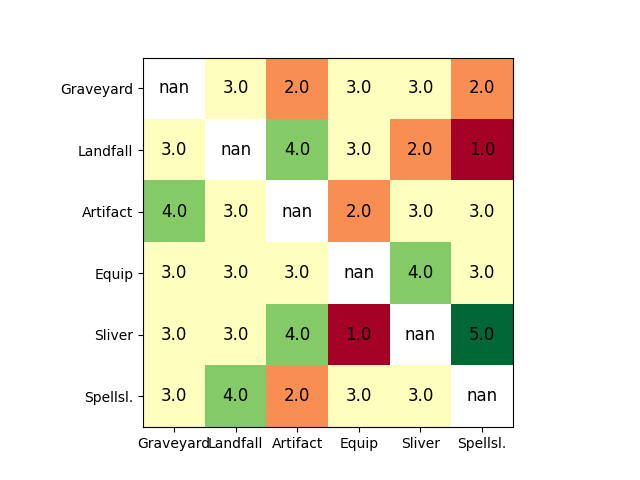 Graveyard nan 3.0 2.0 3.0 3.0 2.0
Landfall 3.0 nan 4.0 3.0 2.0 1.0
Artifact 4.0 3.0 nan 2.0 3.0 3.0
Equip 3.0 3.0 3.0 nan 4.0 3.0
Sliver 3.0 3.0 4.0 1.0 nan 5.0
Spellsl. 3.0 4.0 2.0 3.0 3.0 nan
Graveyard Landfall Artifact Equip Sliver Spellsl.